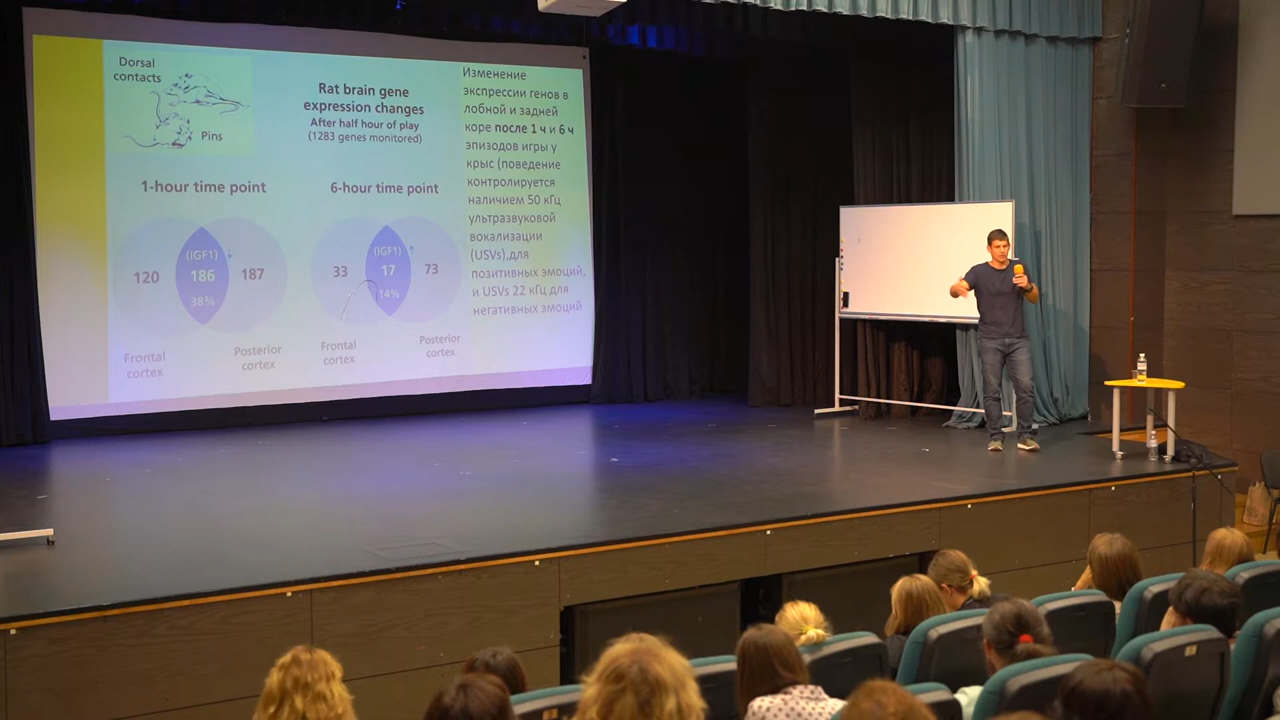 Dorsal
contacts
Pins
Rat brain gene
expression changes
After half hour of play
(1283 genes monitored)
1-hour time point
6-hour time point
(IGF1) ↓
120
186
187
38%
(IGF1) ↑
33
17
73
14%
Frontal
cortex
Posterior
cortex
Frontal
cortex
Posterior
cortex
Изменение
экспрессии генов в
лобной и задней
коре после 1 ч и 6 ч
эпизодов игры у
крыс (поведение
контролируется
наличием 50 кГц
ультразвуковой
вокализации
(USVs),для
позитивных эмоций,
и USVs 22 кГц для
негативных эмоций